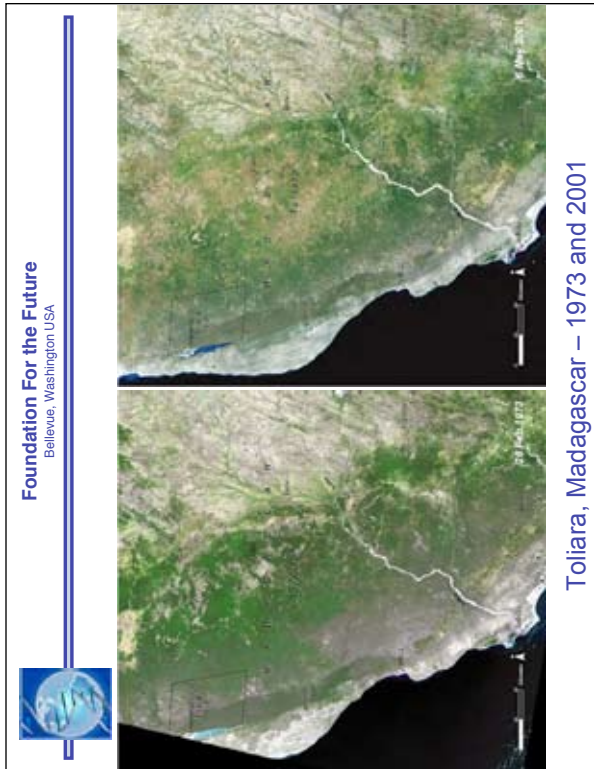 Foundation For the Future
Bellevue, Washington USA
Toliara, Madagascar – 1973 and 2001